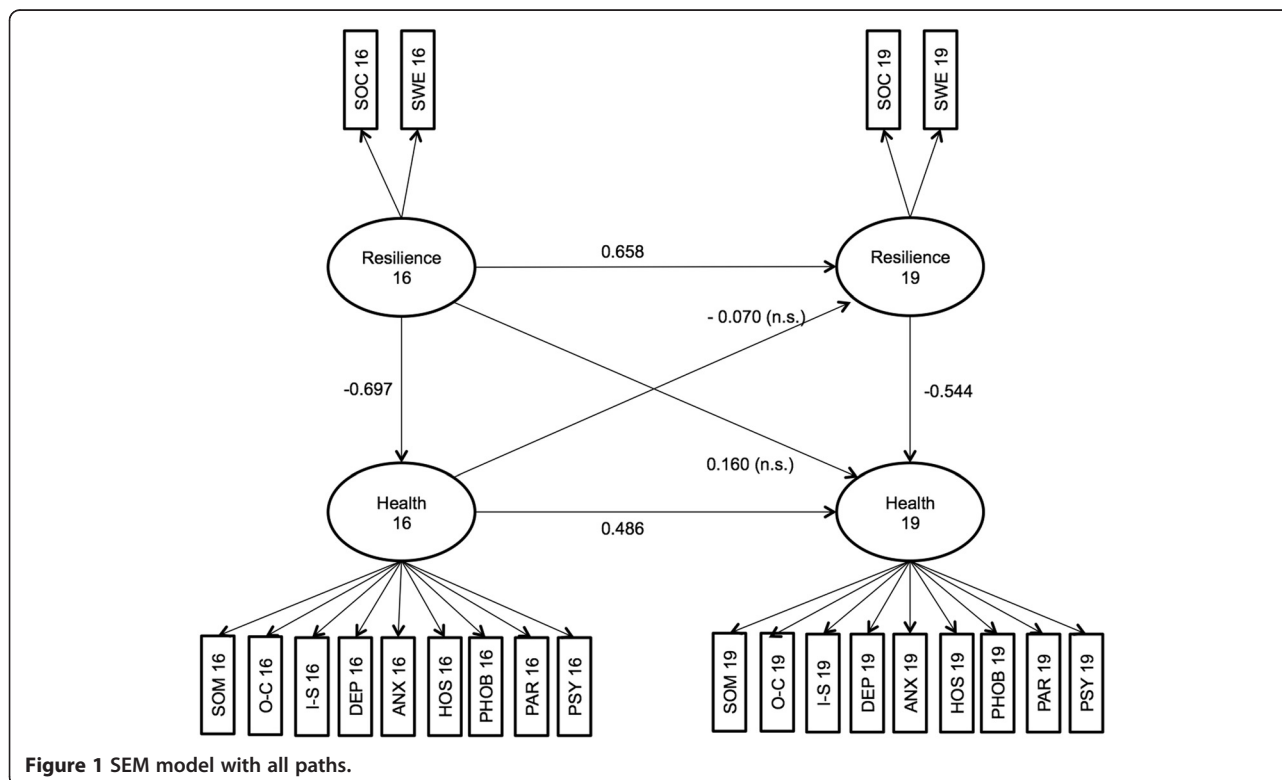 SOC 16
SWE 16
SOC 19
SWE 19
Resilience
16
0.658
Resilience
19
- 0.070 (n.s.)
-0.697
-0.544
0.160 (n.s.)
Health
16
0.486
Health
19
SOM 16
O-C 16
I-S 16
DEP 16
ANX 16
HOS 16
PHOB 16
PAR 16
PSY 16
SOM 19
O-C 19
I-S 19
DEP 19
ANX 19
HOS 19
PHOB 19
PAR 19
PSY 19
Figure 1 SEM model with all paths.